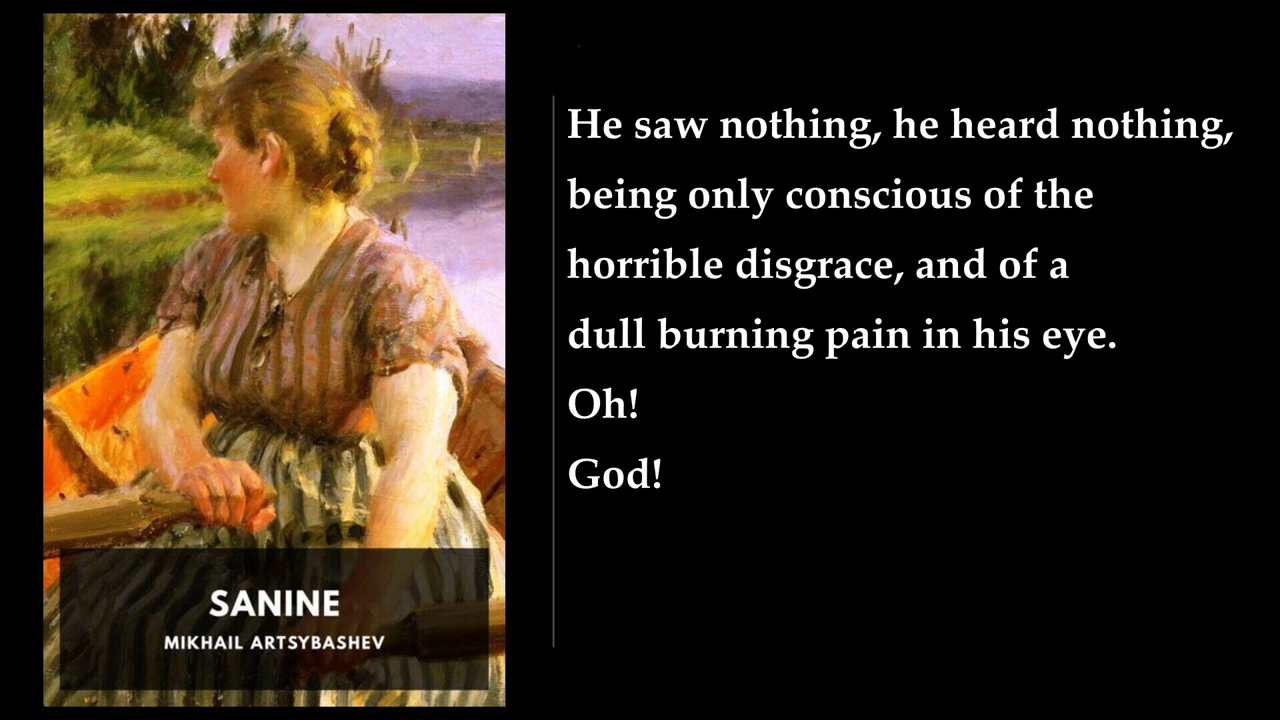 He saw nothing, he heard nothing,
being only conscious of the
horrible disgrace, and of a
dull burning pain in his eye.
Oh!
God!
SANINE
MIKHAIL ARTSYBASHEV